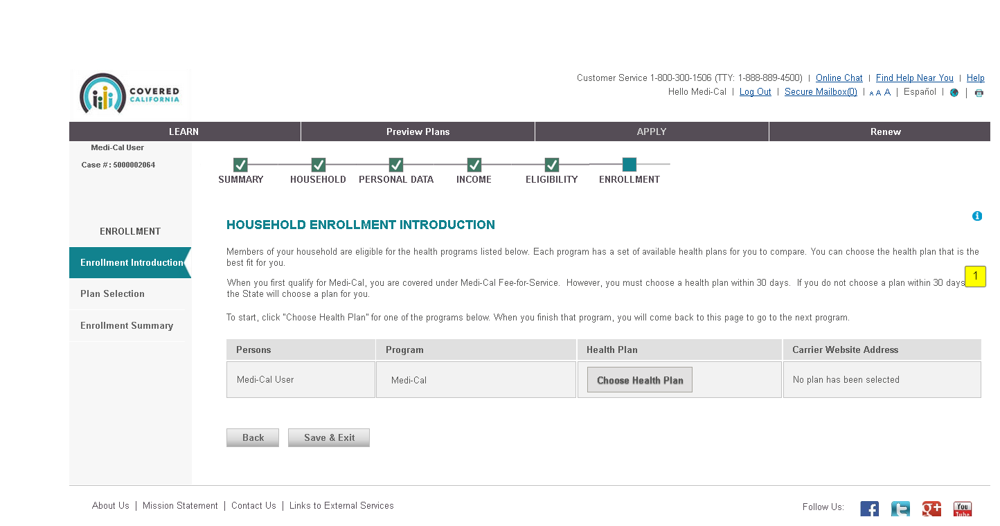 COVERED
CALIFORNIA
Customer Service 1-800-300-1506 (TTY: 1-888-889-4500) | Online Chat | Find Help Near You | Help
Hello Medi-Cal | Log Out | Secure Mailbox(0) | A A A | Español | |
LEARN Preview Plans APPLY Renew
Medi-Cal User
Case # : 5000002064
SUMMARY HOUSEHOLD PERSONAL DATA INCOME ELIGIBILITY ENROLLMENT
ENROLLMENT
Enrollment Introduction
Plan Selection
Enrollment Summary
HOUSEHOLD ENROLLMENT INTRODUCTION
i
Members of your household are eligible for the health programs listed below. Each program has a set of available health plans for you to compare. You can choose the health plan that is the
best fit for you.
When you first qualify for Medi-Cal, you are covered under Medi-Cal Fee-for-Service. However, you must choose a health plan within 30 days. If you do not choose a plan within 30 days 1
the State will choose a plan for you.
To start, click "Choose Health Plan" for one of the programs below. When you finish that program, you will come back to this page to go to the next program.
Persons Program Health Plan Carrier Website Address
Medi-Cal User Medi-Cal Choose Health Plan No plan has been selected
Back Save & Exit
About Us | Mission Statement | Contact Us | Links to External Services
Follow Us: f t g+ You
Tube